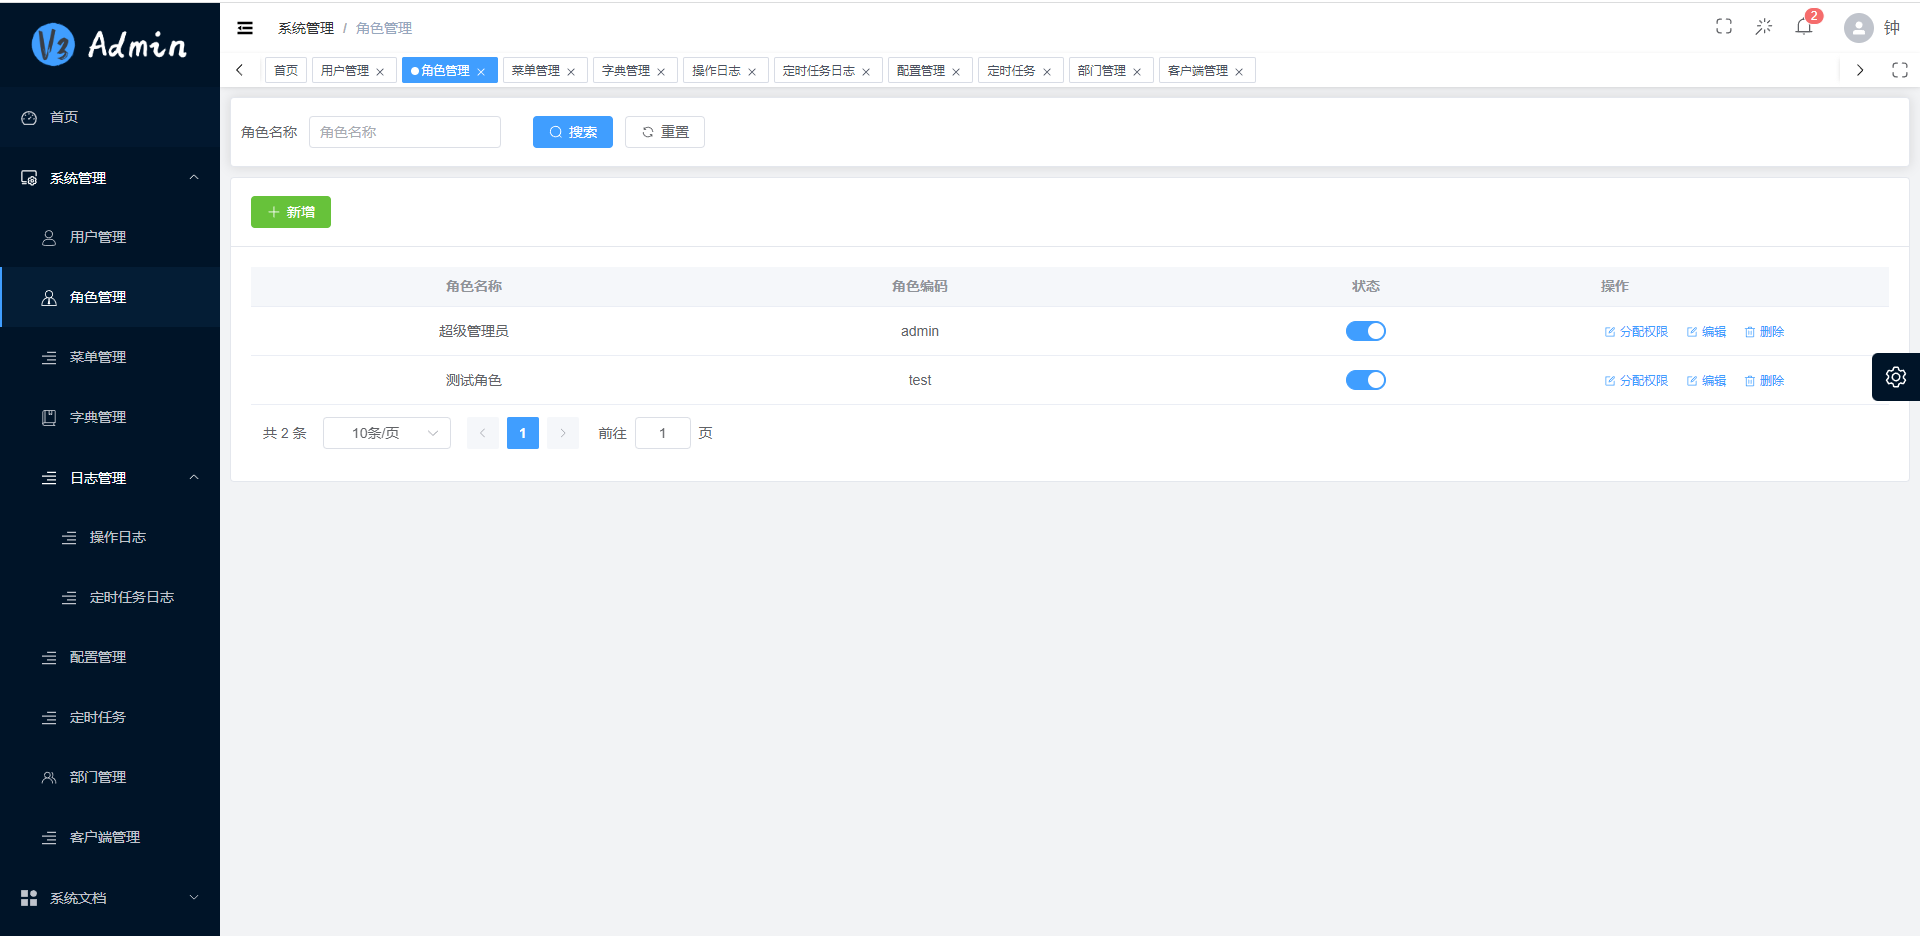 V3 Admin
首页
系统管理
用户管理
角色管理
菜单管理
字典管理
日志管理
操作日志
定时任务日志
配置管理
定时任务
部门管理
客户端管理
系统文档
系统管理 / 角色管理
2
钟
首页 用户管理 角色管理 菜单管理 字典管理 操作日志 定时任务日志 配置管理 定时任务 部门管理 客户端管理
角色名称 角色名称 搜索 重置
新增
角色名称 角色编码 状态 操作
超级管理员 admin 分配权限 编辑 删除
测试角色 test 分配权限 编辑 删除
共 2 条 10条/页 1 前往 1 页